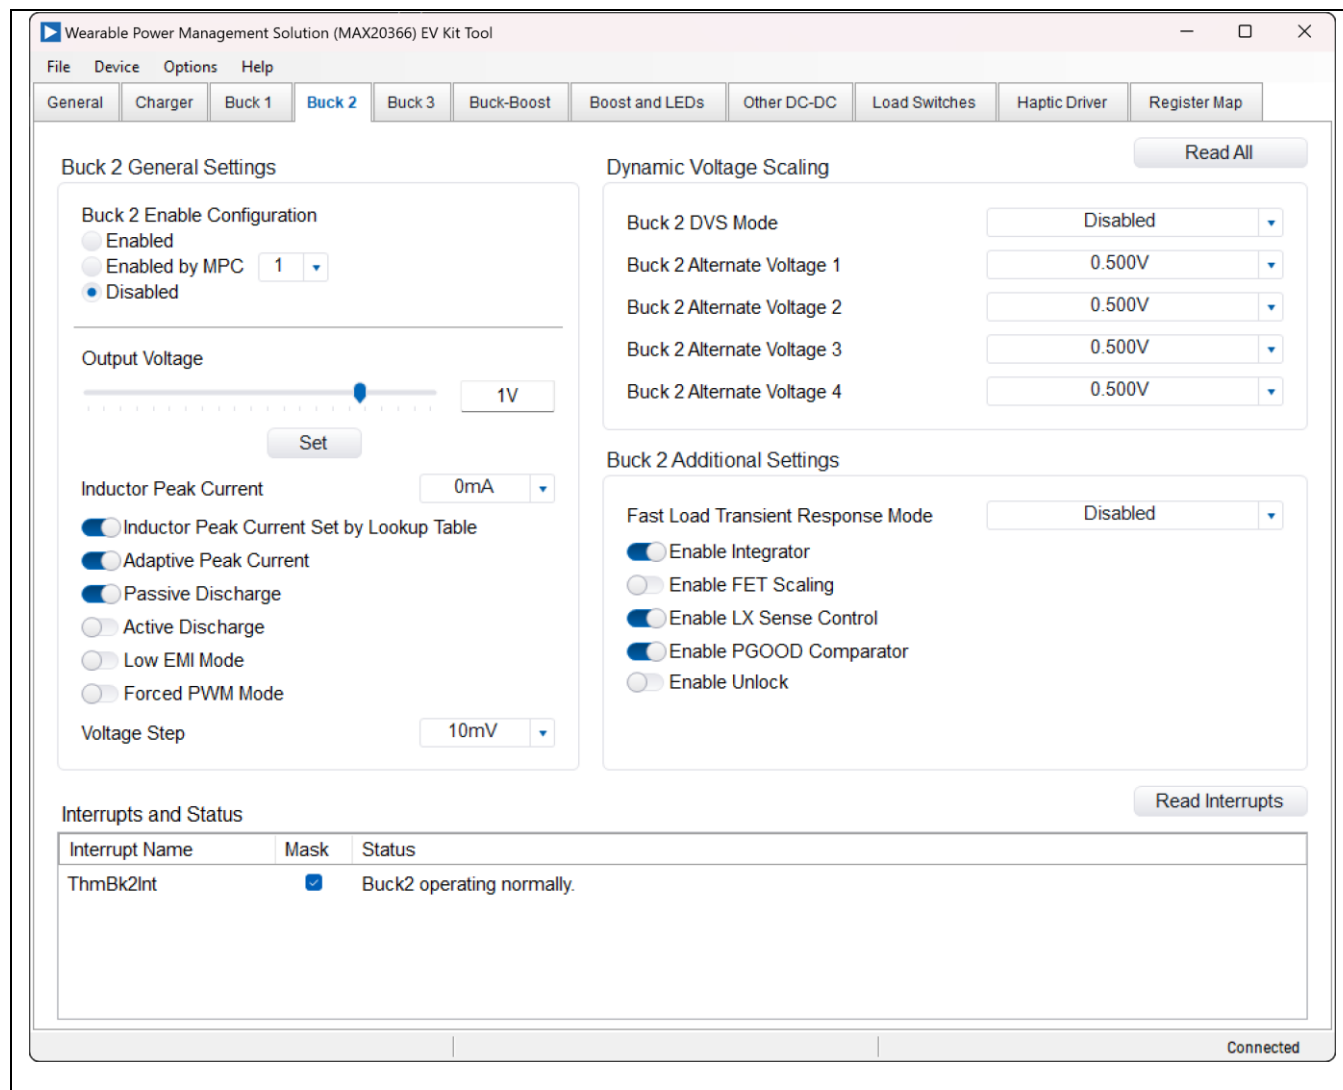 Wearable Power Management Solution (MAX20366) EV Kit Tool
File Device Options Help
General Charger Buck 1 Buck 2 Buck 3 Buck-Boost Boost and LEDs Other DC-DC Load Switches Haptic Driver Register Map
Read All
Buck 2 General Settings
Buck 2 Enable Configuration
Enabled
Enabled by MPC 1
Disabled
Output Voltage
1V
Set
Inductor Peak Current 0mA
Inductor Peak Current Set by Lookup Table
Adaptive Peak Current
Passive Discharge
Active Discharge
Low EMI Mode
Forced PWM Mode
Voltage Step 10mV
Dynamic Voltage Scaling
Buck 2 DVS Mode Disabled
Buck 2 Alternate Voltage 1 0.500V
Buck 2 Alternate Voltage 2 0.500V
Buck 2 Alternate Voltage 3 0.500V
Buck 2 Alternate Voltage 4 0.500V
Buck 2 Additional Settings
Fast Load Transient Response Mode Disabled
Enable Integrator
Enable FET Scaling
Enable LX Sense Control
Enable PGOOD Comparator
Enable Unlock
Read Interrupts
Interrupts and Status
Interrupt Name Mask Status
ThmBk2Int Buck2 operating normally.
Connected